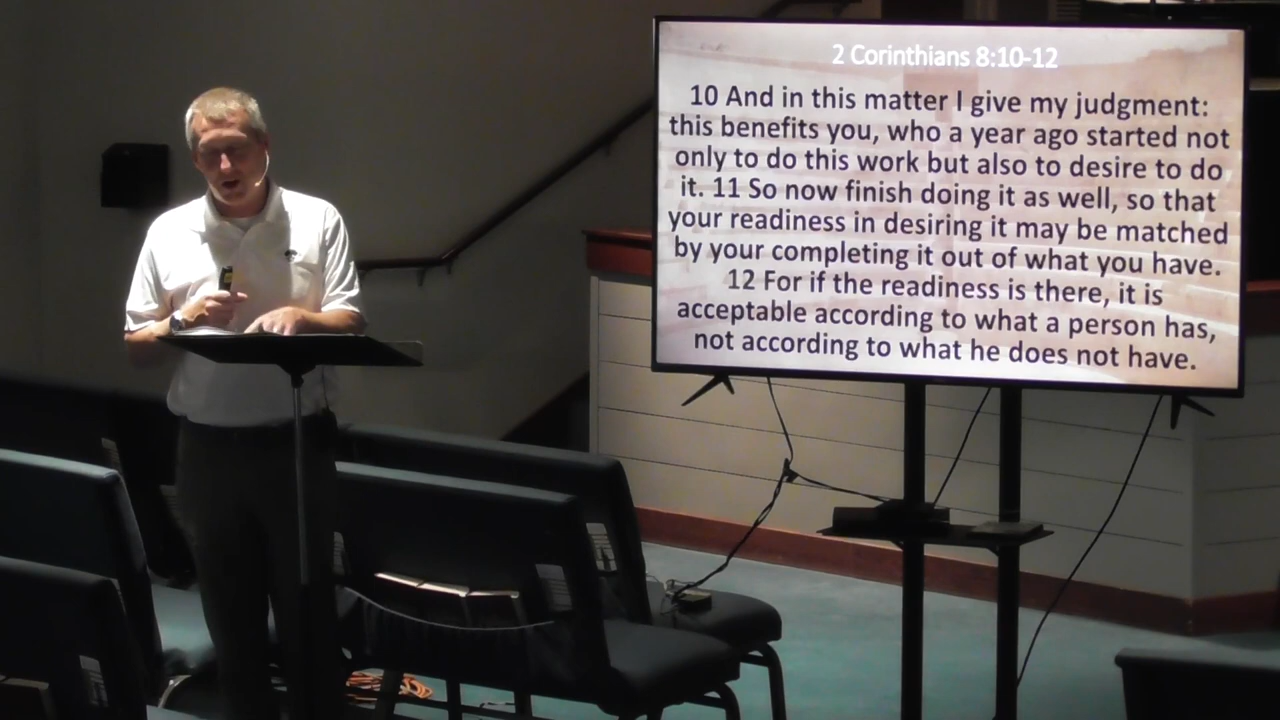 2 Corinthians 8:10-12
10 And in this matter I give my judgment:
this benefits you, who a year ago started not
only to do this work but also to desire to do
it. 11 So now finish doing it as well, so that
your readiness in desiring it may be matched
by your completing it out of what you have.
12 For if the readiness is there, it is
acceptable according to what a person has,
not according to what he does not have.